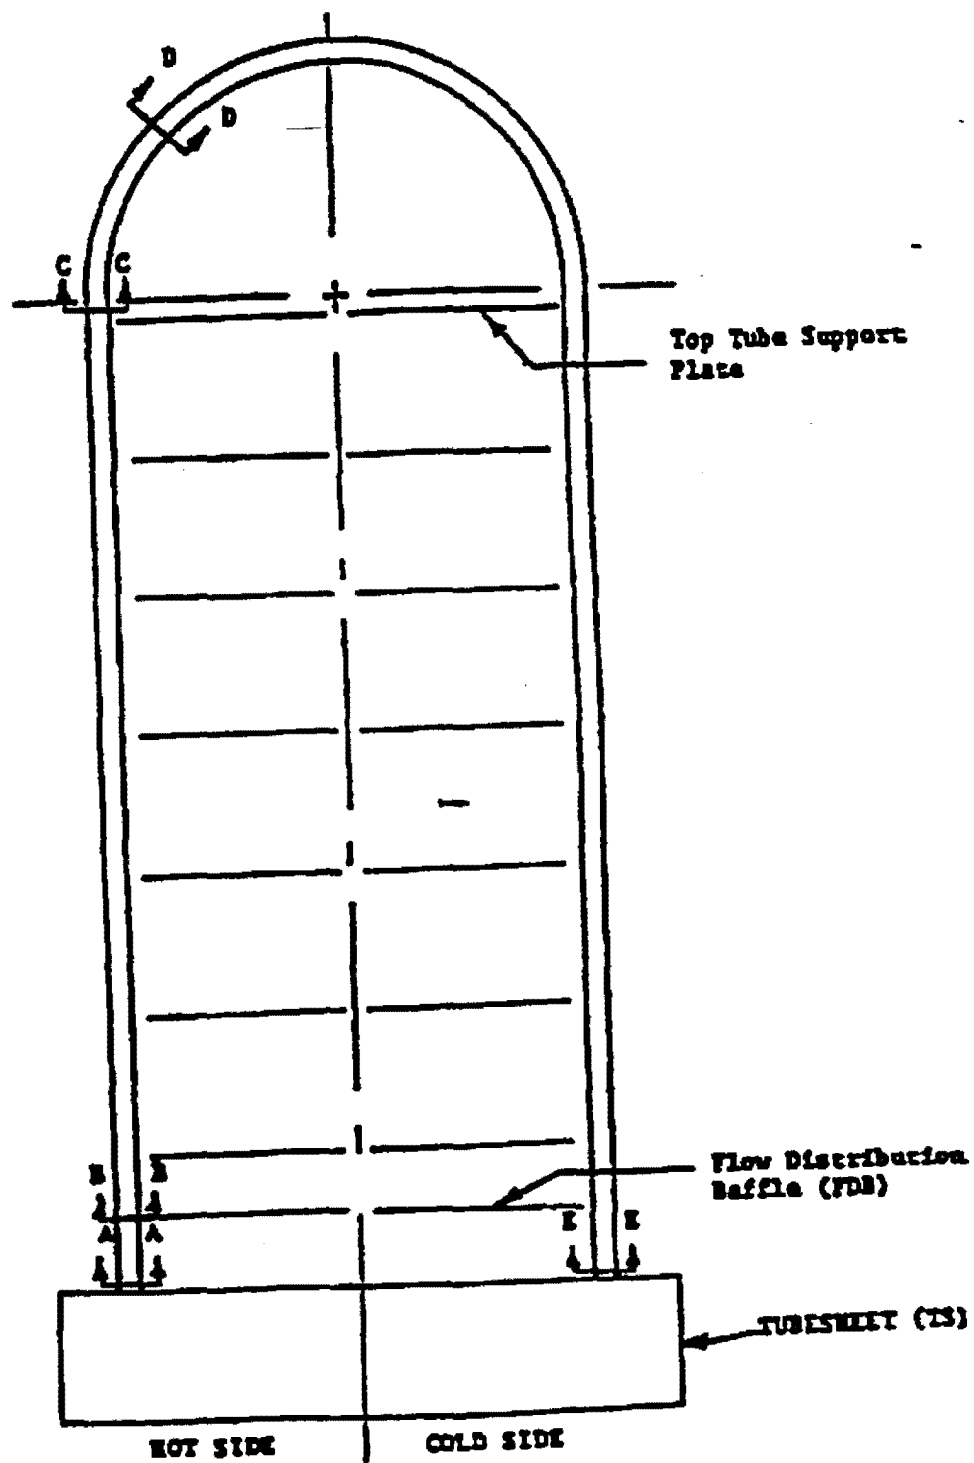 D
D
C C
Top Tube Support
Plate
Flow Distribution
Baffle (FDB)
B B
A A
E E
TUBESHEET (TS)
HOT SIDE
COLD SIDE